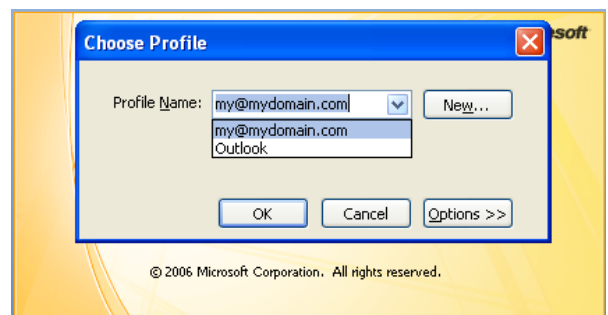 soft
Choose Profile
Profile Name: my@mydomain.com New...
my@mydomain.com
Outlook
OK Cancel Options >>
© 2006 Microsoft Corporation. All rights reserved.